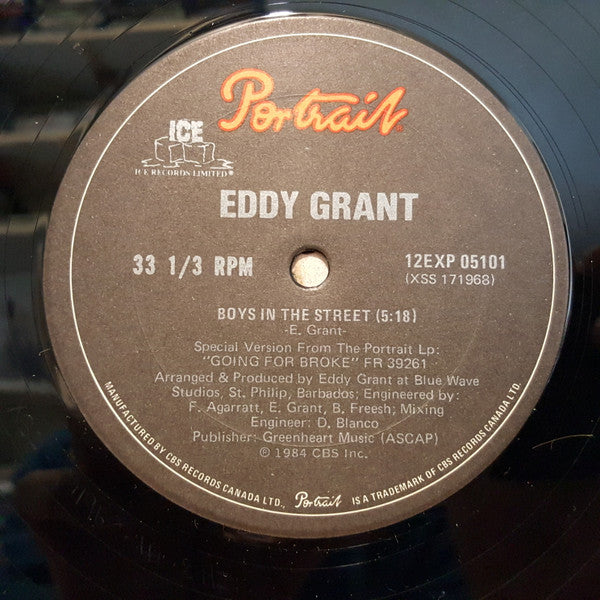 Portrait
ICE
ICE RECORDS LIMITED®
EDDY GRANT
33 1/3 RPM
12EXP 05101
(XSS 171968)
BOYS IN THE STREET (5:18)
-E. Grant-
Special Version From The Portrait Lp:
"GOING FOR BROKE" FR 39261
Arranged & Produced by Eddy Grant at Blue Wave
Studios, St. Philip, Barbados; Engineered by:
F. Agarratt, E. Grant, B. Freesh; Mixing
Engineer: D. Blanco
Publisher: Greenheart Music (ASCAP)
© 1984 CBS Inc.
MANUFACTURED BY CBS RECORDS CANADA LTD., Portrait IS A TRADEMARK OF CBS RECORDS CANADA LTD.